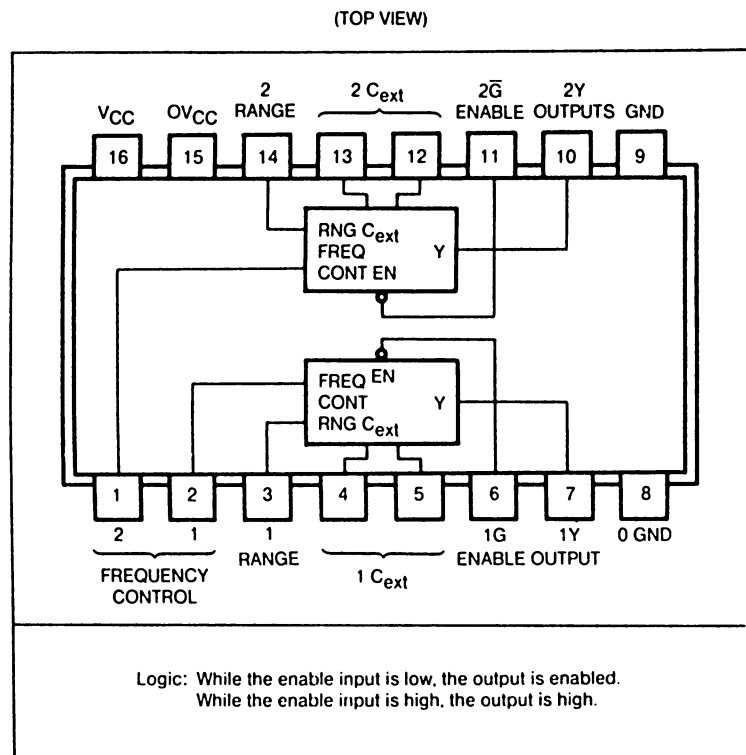 (TOP VIEW)
2 2 Cext 2G̅ 2Y
VCC OVCC RANGE ENABLE OUTPUTS GND
16 15 14 13 12 11 10 9
RNG Cext
FREQ Y
CONT EN
FREQ EN
CONT Y
RNG Cext
1 2 3 4 5 6 7 8
2 1 1 1G 1Y 0 GND
RANGE ENABLE OUTPUT
FREQUENCY 1 Cext
CONTROL
Logic: While the enable input is low, the output is enabled.
While the enable input is high, the output is high.